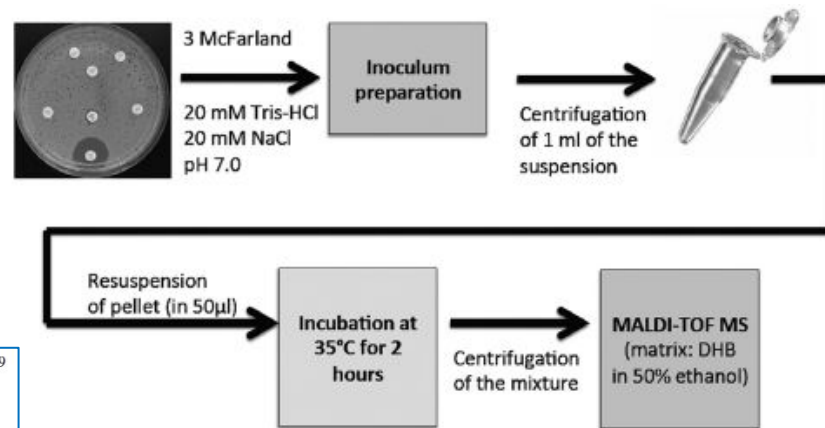 3 McFarland
20 mM Tris-HCl
20 mM NaCl
pH 7.0
Inoculum
preparation
Centrifugation
of 1 ml of the
suspension
Resuspension
of pellet (in 50µl)
Incubation at
35°C for 2
hours
Centrifugation
of the mixture
MALDI-TOF MS
(matrix: DHB
in 50% ethanol)
9